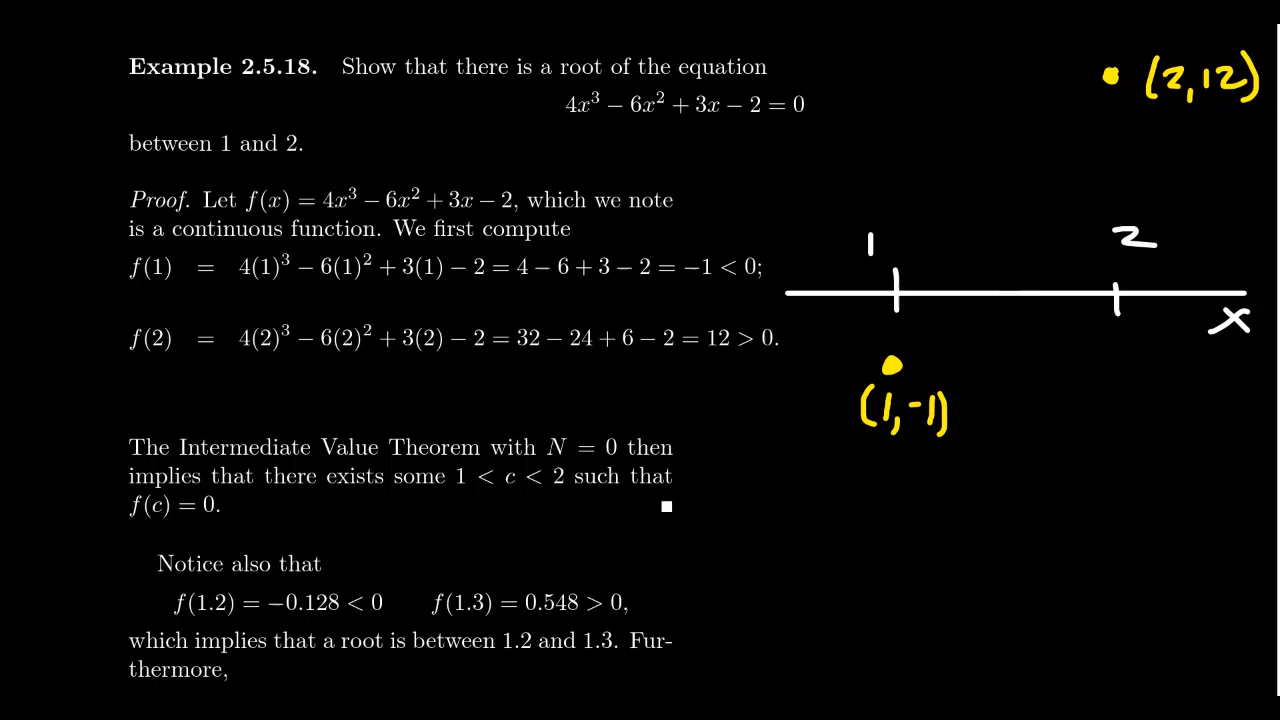 Example 2.5.18. Show that there is a root of the equation
4x³ − 6x² + 3x − 2 = 0
between 1 and 2.
Proof. Let f(x) = 4x³ − 6x² + 3x − 2, which we note
is a continuous function. We first compute
f(1) = 4(1)³ − 6(1)² + 3(1) − 2 = 4 − 6 + 3 − 2 = −1 < 0;
f(2) = 4(2)³ − 6(2)² + 3(2) − 2 = 32 − 24 + 6 − 2 = 12 > 0.
The Intermediate Value Theorem with N = 0 then
implies that there exists some 1 < c < 2 such that
f(c) = 0.
Notice also that
f(1.2) = −0.128 < 0 f(1.3) = 0.548 > 0,
which implies that a root is between 1.2 and 1.3. Fur-
thermore,
(2, 12)
1 2
x
(1, -1)